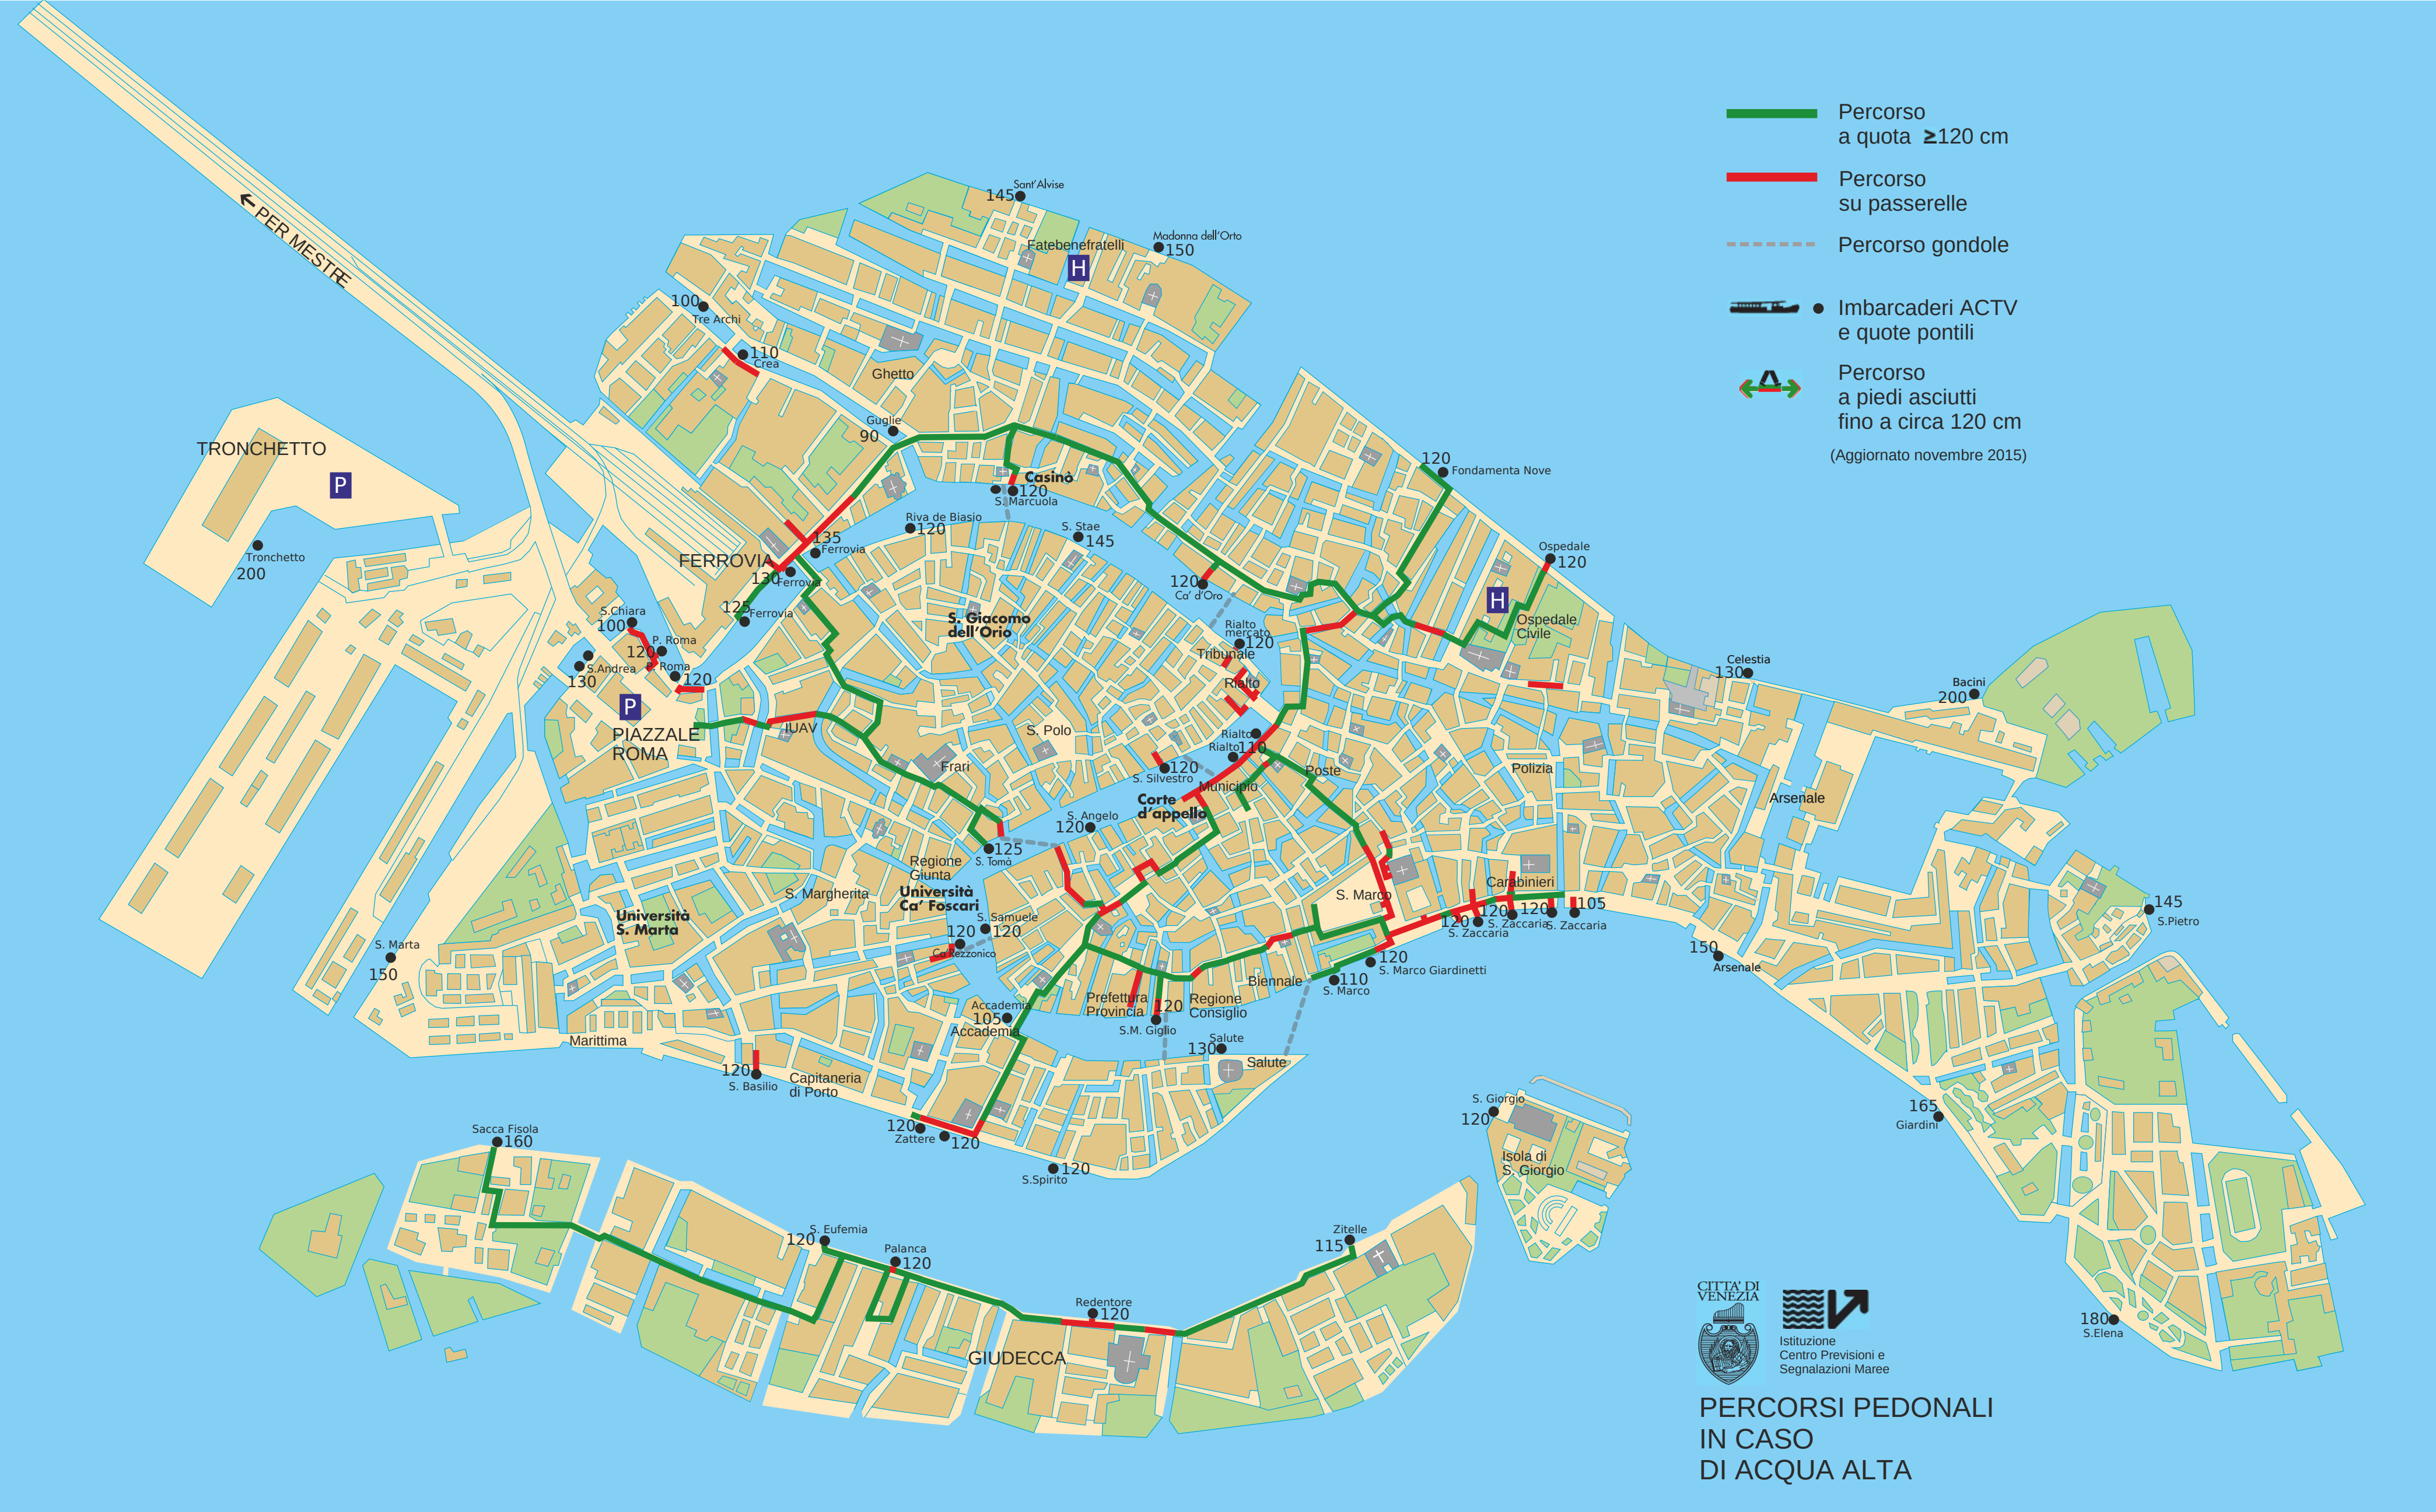 Percorso
a quota ≥120 cm
Percorso
su passerelle
Percorso gondole
Imbarcaderi ACTV
e quote pontili
Percorso
a piedi asciutti
fino a circa 120 cm
(Aggiornato novembre 2015)
← PER MESTRE
Sant'Alvise
145
Fatebenefratelli
H
Madonna dell'Orto
150
100
Tre Archi
110
Crea
Ghetto
Guglie
90
TRONCHETTO
P
Tronchetto
200
Casinò
120
S. Marcuola
120
Fondamenta Nove
Riva de Biasio
120
S. Stae
145
135
Ferrovia
FERROVIA
130
Ferrovia
125
Ferrovia
Ospedale
120
H
Ospedale
Civile
120
Ca' d'Oro
S.Chiara
100
P. Roma
120
P. Roma
120
S.Andrea
130
P
PIAZZALE
ROMA
S. Giacomo
dell'Orio
Rialto
mercato
120
Tribunale
Rialto
Celestia
130
Bacini
200
IUAV
S. Polo
Frari
Rialto
Rialto
110
S. Silvestro
120
Municipio
Poste
Polizia
Arsenale
Corte
d'appello
S. Angelo
120
125
S. Tomà
Regione
Giunta
Università
Ca' Foscari
S. Margherita
Università
S. Marta
S. Samuele
120
120
Ca'Rezzonico
S. Marco
Carabinieri
120
S. Zaccaria
120
S. Zaccaria
120
105
S. Zaccaria
145
S.Pietro
S. Marta
150
150
Arsenale
120
S. Marco Giardinetti
110
S. Marco
Biennale
Prefettura
Provincia
120
S.M. Giglio
Regione
Consiglio
Accademia
105
Accademia
Salute
130
Salute
Marittima
120
S. Basilio
Capitaneria
di Porto
120
Zattere
120
120
S.Spirito
S. Giorgio
120
Isola di
S. Giorgio
165
Giardini
Sacca Fisola
160
S. Eufemia
120
Palanca
120
Redentore
120
Zitelle
115
GIUDECCA
180
S.Elena
CITTA' DI
VENEZIA
Istituzione
Centro Previsioni e
Segnalazioni Maree
PERCORSI PEDONALI
IN CASO
DI ACQUA ALTA